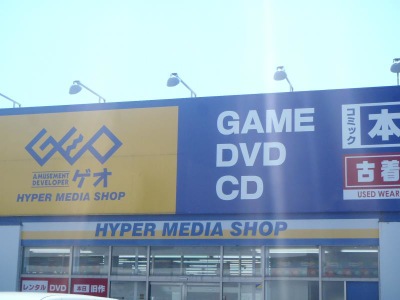 GEO
AMUSEMENT
DEVELOPER ゲオ
HYPER MEDIA SHOP
GAME
DVD
CD
コミック 本
古着
USED WEAR
HYPER MEDIA SHOP
レンタル DVD 本日 旧作